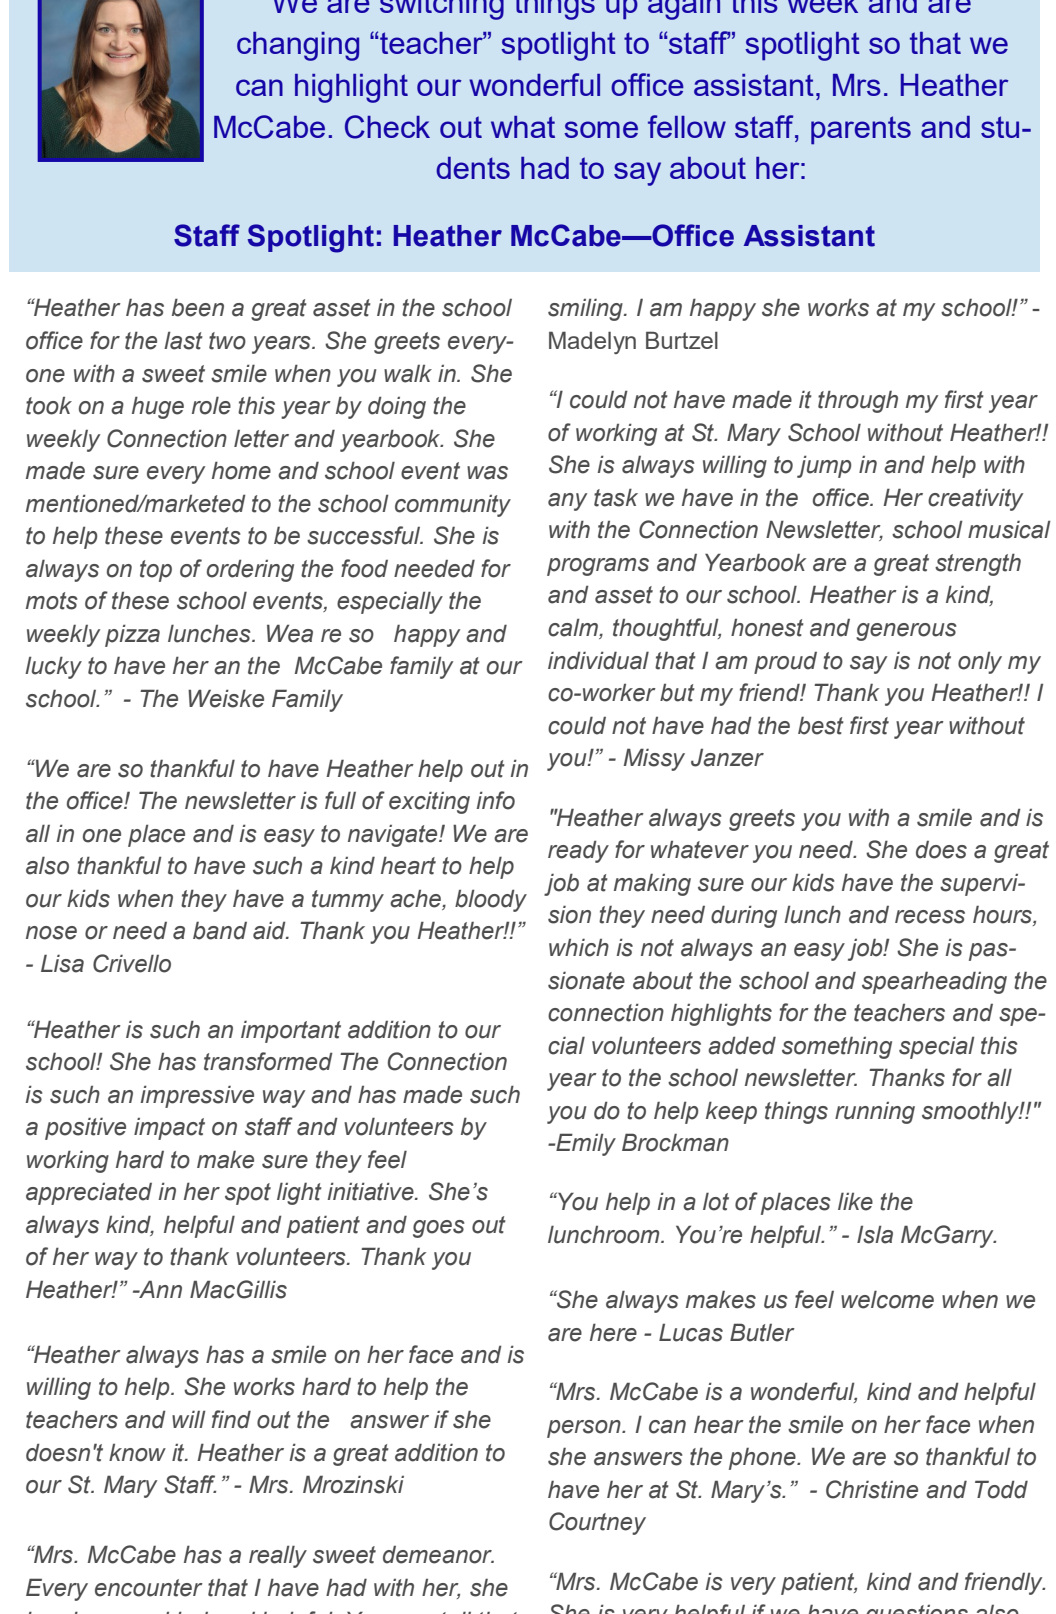 We are switching things up again this week and are
changing “teacher” spotlight to “staff” spotlight so that we
can highlight our wonderful office assistant, Mrs. Heather
McCabe. Check out what some fellow staff, parents and stu-
dents had to say about her:
Staff Spotlight: Heather McCabe—Office Assistant
“Heather has been a great asset in the school
office for the last two years. She greets every-
one with a sweet smile when you walk in. She
took on a huge role this year by doing the
weekly Connection letter and yearbook. She
made sure every home and school event was
mentioned/marketed to the school community
to help these events to be successful. She is
always on top of ordering the food needed for
mots of these school events, especially the
weekly pizza lunches. Wea re so   happy and
lucky to have her an the  McCabe family at our
school.”  - The Weiske Family
“We are so thankful to have Heather help out in
the office! The newsletter is full of exciting info
all in one place and is easy to navigate! We are
also thankful to have such a kind heart to help
our kids when they have a tummy ache, bloody
nose or need a band aid. Thank you Heather!!”
- Lisa Crivello
“Heather is such an important addition to our
school! She has transformed The Connection
is such an impressive way and has made such
a positive impact on staff and volunteers by
working hard to make sure they feel
appreciated in her spot light initiative. She’s
always kind, helpful and patient and goes out
of her way to thank volunteers. Thank you
Heather!” -Ann MacGillis
“Heather always has a smile on her face and is
willing to help. She works hard to help the
teachers and will find out the   answer if she
doesn't know it. Heather is a great addition to
our St. Mary Staff.” - Mrs. Mrozinski
“Mrs. McCabe has a really sweet demeanor.
Every encounter that I have had with her, she
smiling. I am happy she works at my school!” -
Madelyn Burtzel
“I could not have made it through my first year
of working at St. Mary School without Heather!!
She is always willing to jump in and help with
any task we have in the  office. Her creativity
with the Connection Newsletter, school musical
programs and Yearbook are a great strength
and asset to our school. Heather is a kind,
calm, thoughtful, honest and generous
individual that I am proud to say is not only my
co-worker but my friend! Thank you Heather!! I
could not have had the best first year without
you!” - Missy Janzer
"Heather always greets you with a smile and is
ready for whatever you need. She does a great
job at making sure our kids have the supervi-
sion they need during lunch and recess hours,
which is not always an easy job! She is pas-
sionate about the school and spearheading the
connection highlights for the teachers and spe-
cial volunteers added something special this
year to the school newsletter. Thanks for all
you do to help keep things running smoothly!!"
-Emily Brockman
“You help in a lot of places like the
lunchroom. You’re helpful.” - Isla McGarry.
“She always makes us feel welcome when we
are here - Lucas Butler
“Mrs. McCabe is a wonderful, kind and helpful
person. I can hear the smile on her face when
she answers the phone. We are so thankful to
have her at St. Mary’s.”  - Christine and Todd
Courtney
“Mrs. McCabe is very patient, kind and friendly.
She is very helpful if we have questions also